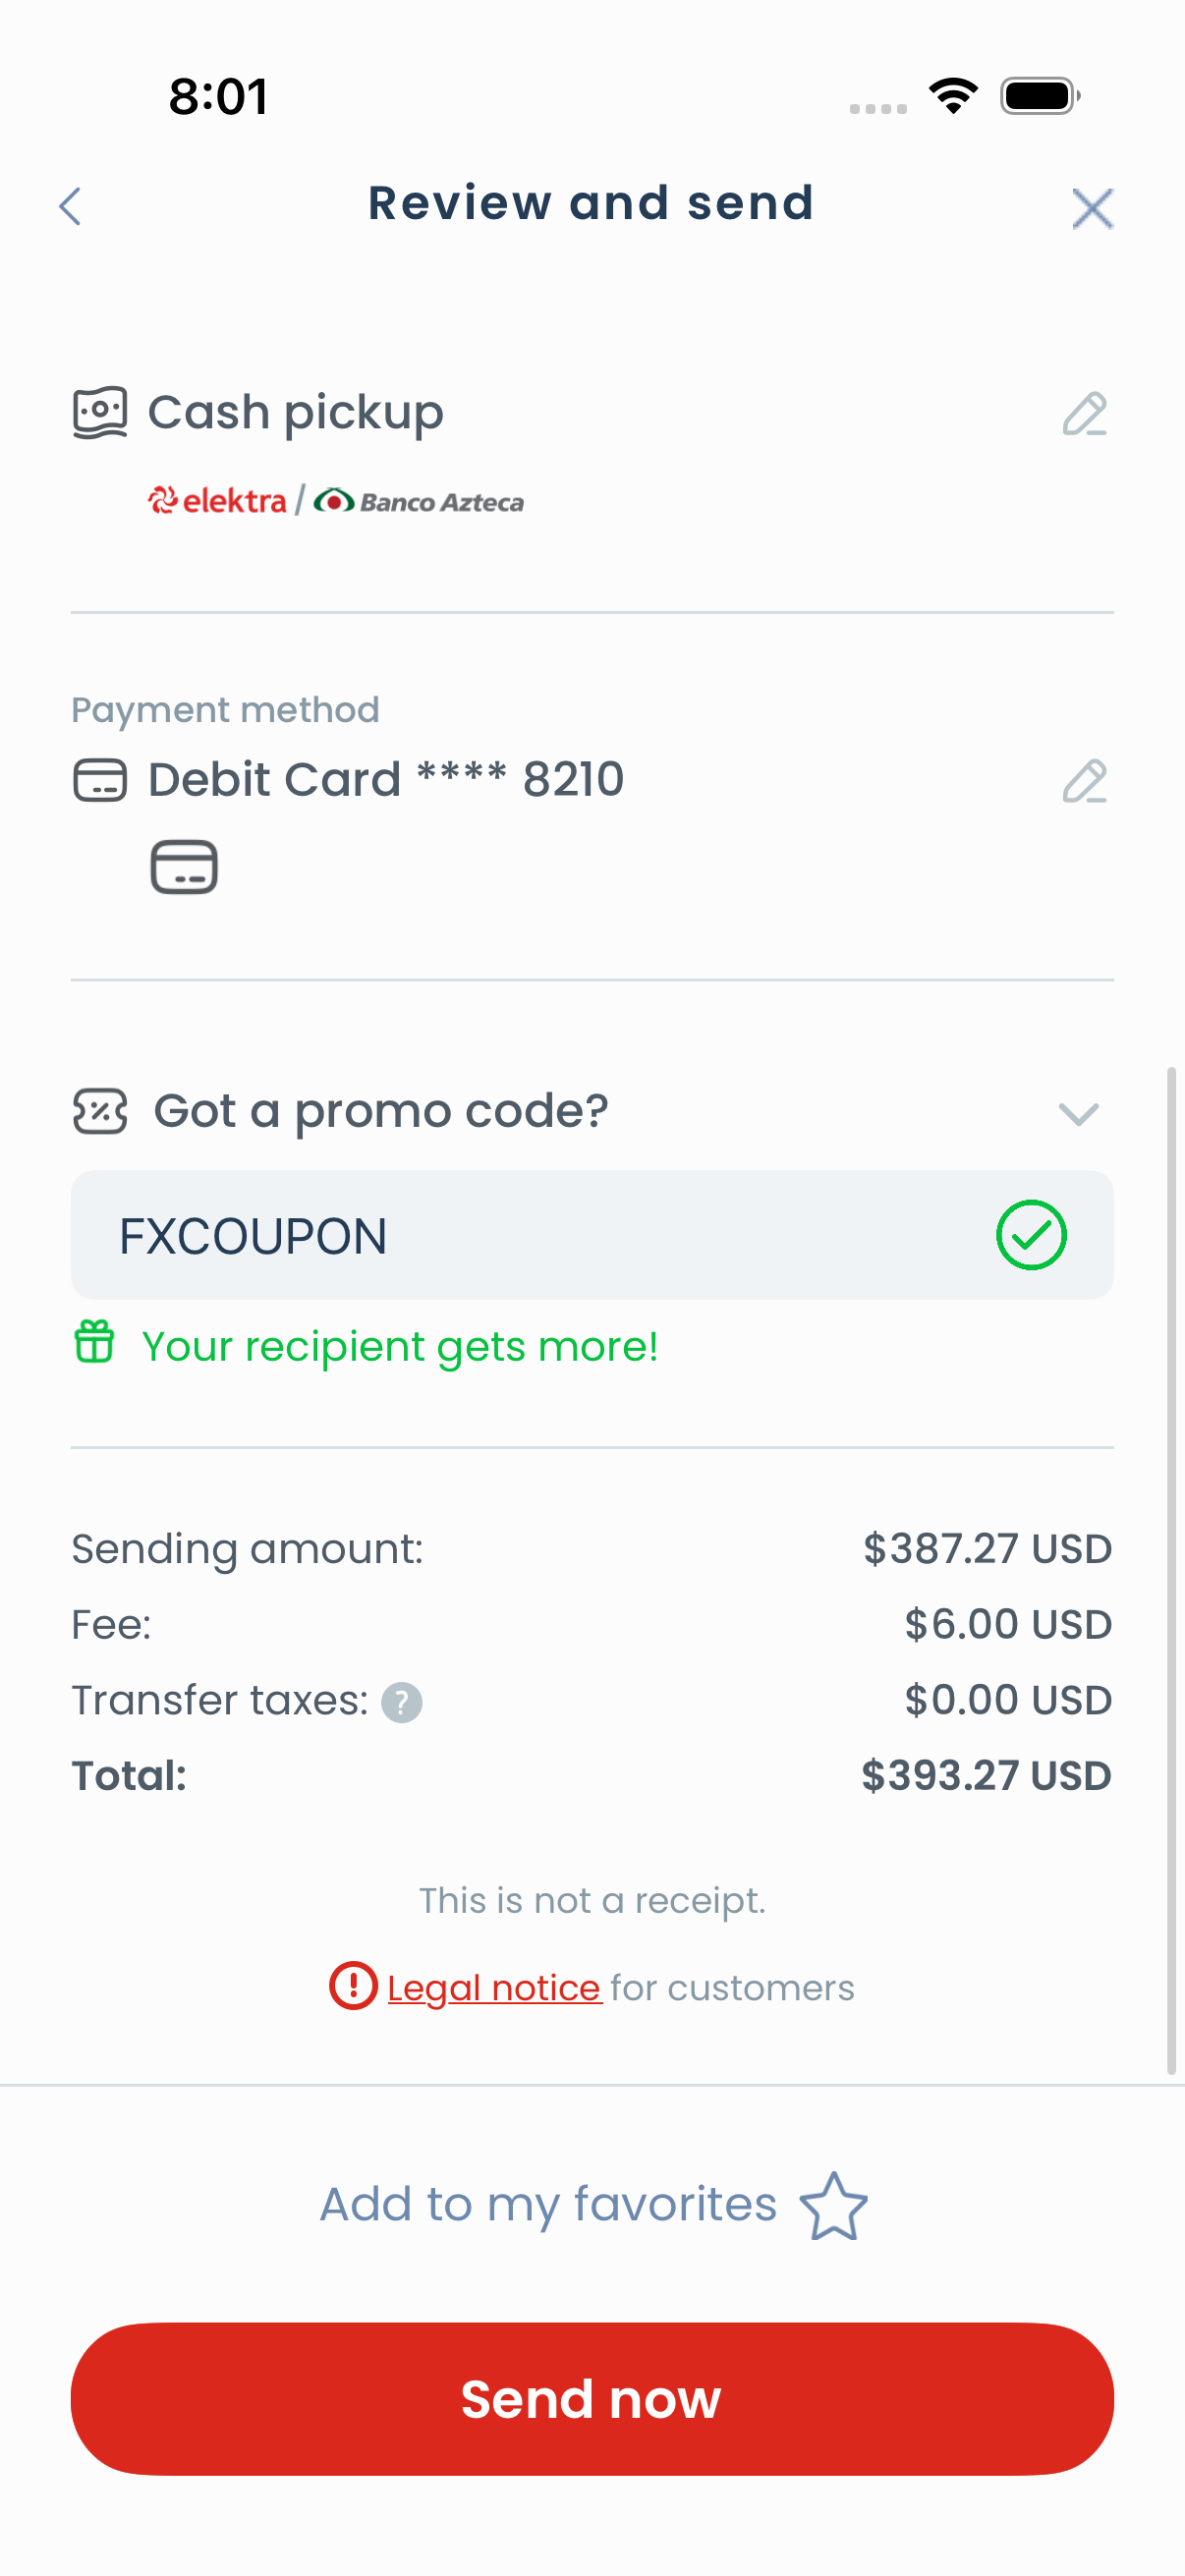 8:01
Review and send
Cash pickup
elektra / Banco Azteca
Payment method
Debit Card **** 8210
Got a promo code?
FXCOUPON
Your recipient gets more!
Sending amount: $387.27 USD
Fee: $6.00 USD
Transfer taxes: ? $0.00 USD
Total: $393.27 USD
This is not a receipt.
Legal notice for customers
Add to my favorites
Send now